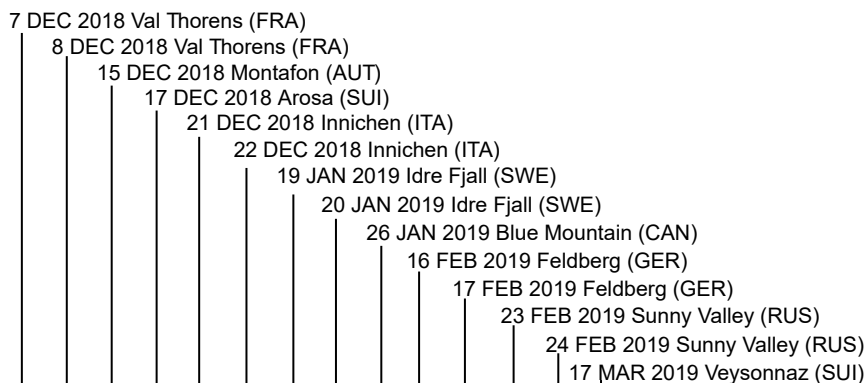 7 DEC 2018 Val Thorens (FRA)
8 DEC 2018 Val Thorens (FRA)
15 DEC 2018 Montafon (AUT)
17 DEC 2018 Arosa (SUI)
21 DEC 2018 Innichen (ITA)
22 DEC 2018 Innichen (ITA)
19 JAN 2019 Idre Fjall (SWE)
20 JAN 2019 Idre Fjall (SWE)
26 JAN 2019 Blue Mountain (CAN)
16 FEB 2019 Feldberg (GER)
17 FEB 2019 Feldberg (GER)
23 FEB 2019 Sunny Valley (RUS)
24 FEB 2019 Sunny Valley (RUS)
17 MAR 2019 Veysonnaz (SUI)